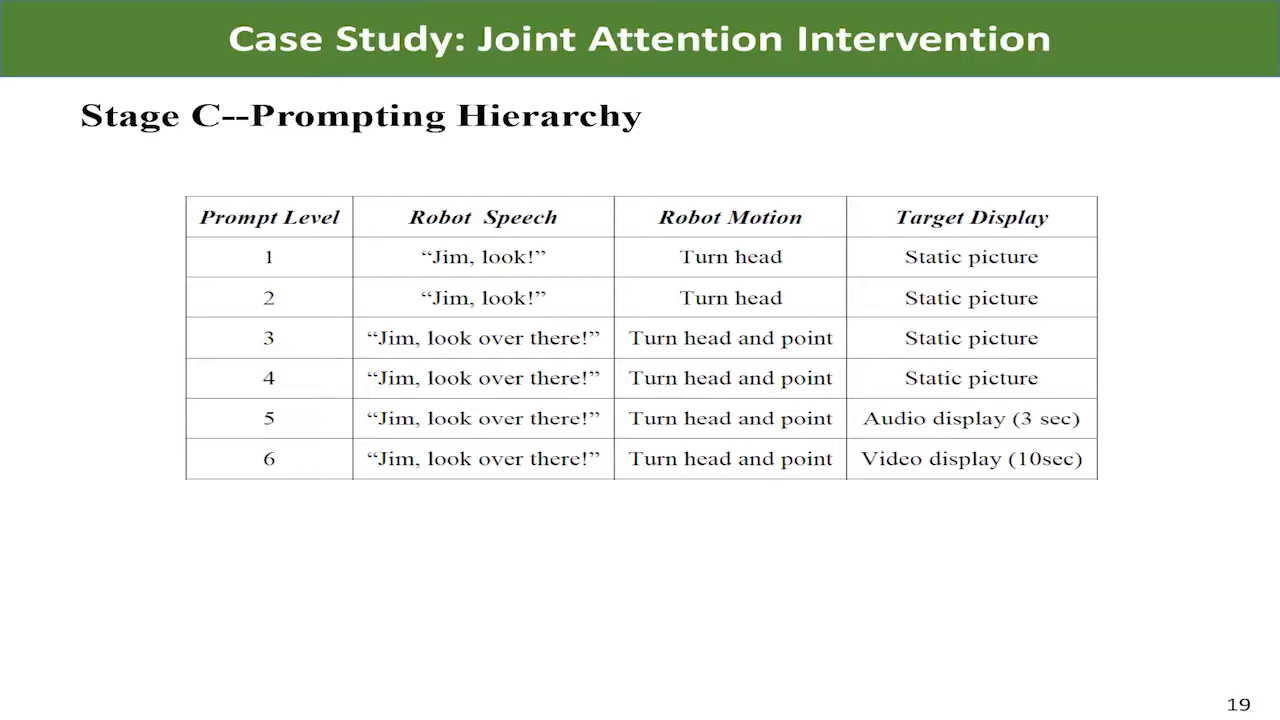 Case Study: Joint Attention Intervention
Stage C--Prompting Hierarchy
Prompt Level Robot Speech Robot Motion Target Display
1 “Jim, look!” Turn head Static picture
2 “Jim, look!” Turn head Static picture
3 “Jim, look over there!” Turn head and point Static picture
4 “Jim, look over there!” Turn head and point Static picture
5 “Jim, look over there!” Turn head and point Audio display (3 sec)
6 “Jim, look over there!” Turn head and point Video display (10sec)
19